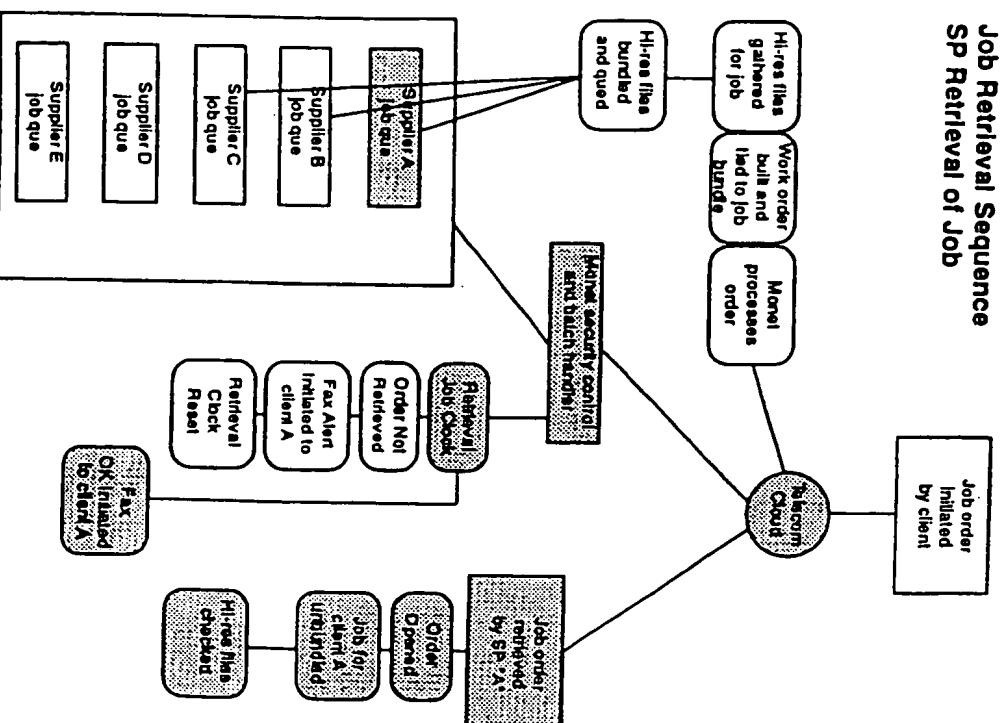 Job Retrieval Sequence
SP Retrieval of Job
Job order
initiated
by client
Telecom
Cloud
Monet
processes
order
Work order
built and
tied to job
bundle
Hi-res files
gathered
for job
Hi-res files
bundled
and qued
Monet security control
and batch handler
Supplier A
job que
Supplier B
job que
Supplier C
job que
Supplier D
job que
Supplier E
job que
Retrieval
Job Clock
Order Not
Retrieved
Fax Alert
Initiated to
client A
Retrieval
Clock
Reset
Fax
OK Initiated
to client A
Job order
retrieved
by SP "A"
Order
Opened
Job for
client A
unbundled
Hi-res files
checked